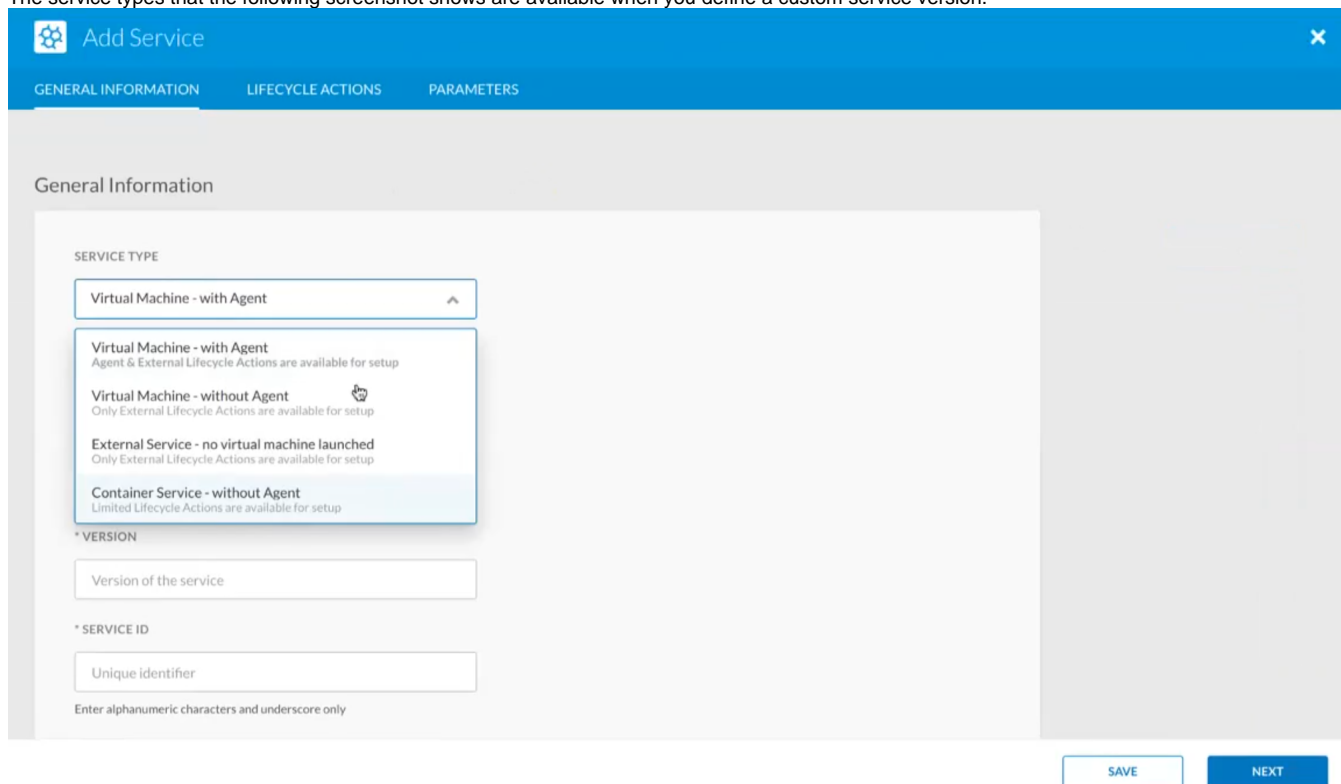 The service types that the following screenshot shows are available when you define a custom service version.
Add Service
GENERAL INFORMATION LIFECYCLE ACTIONS PARAMETERS
General Information
SERVICE TYPE
Virtual Machine - with Agent
Virtual Machine - with Agent
Agent & External Lifecycle Actions are available for setup
Virtual Machine - without Agent
Only External Lifecycle Actions are available for setup
External Service - no virtual machine launched
Only External Lifecycle Actions are available for setup
Container Service - without Agent
Limited Lifecycle Actions are available for setup
* VERSION
Version of the service
* SERVICE ID
Unique identifier
Enter alphanumeric characters and underscore only
SAVE NEXT